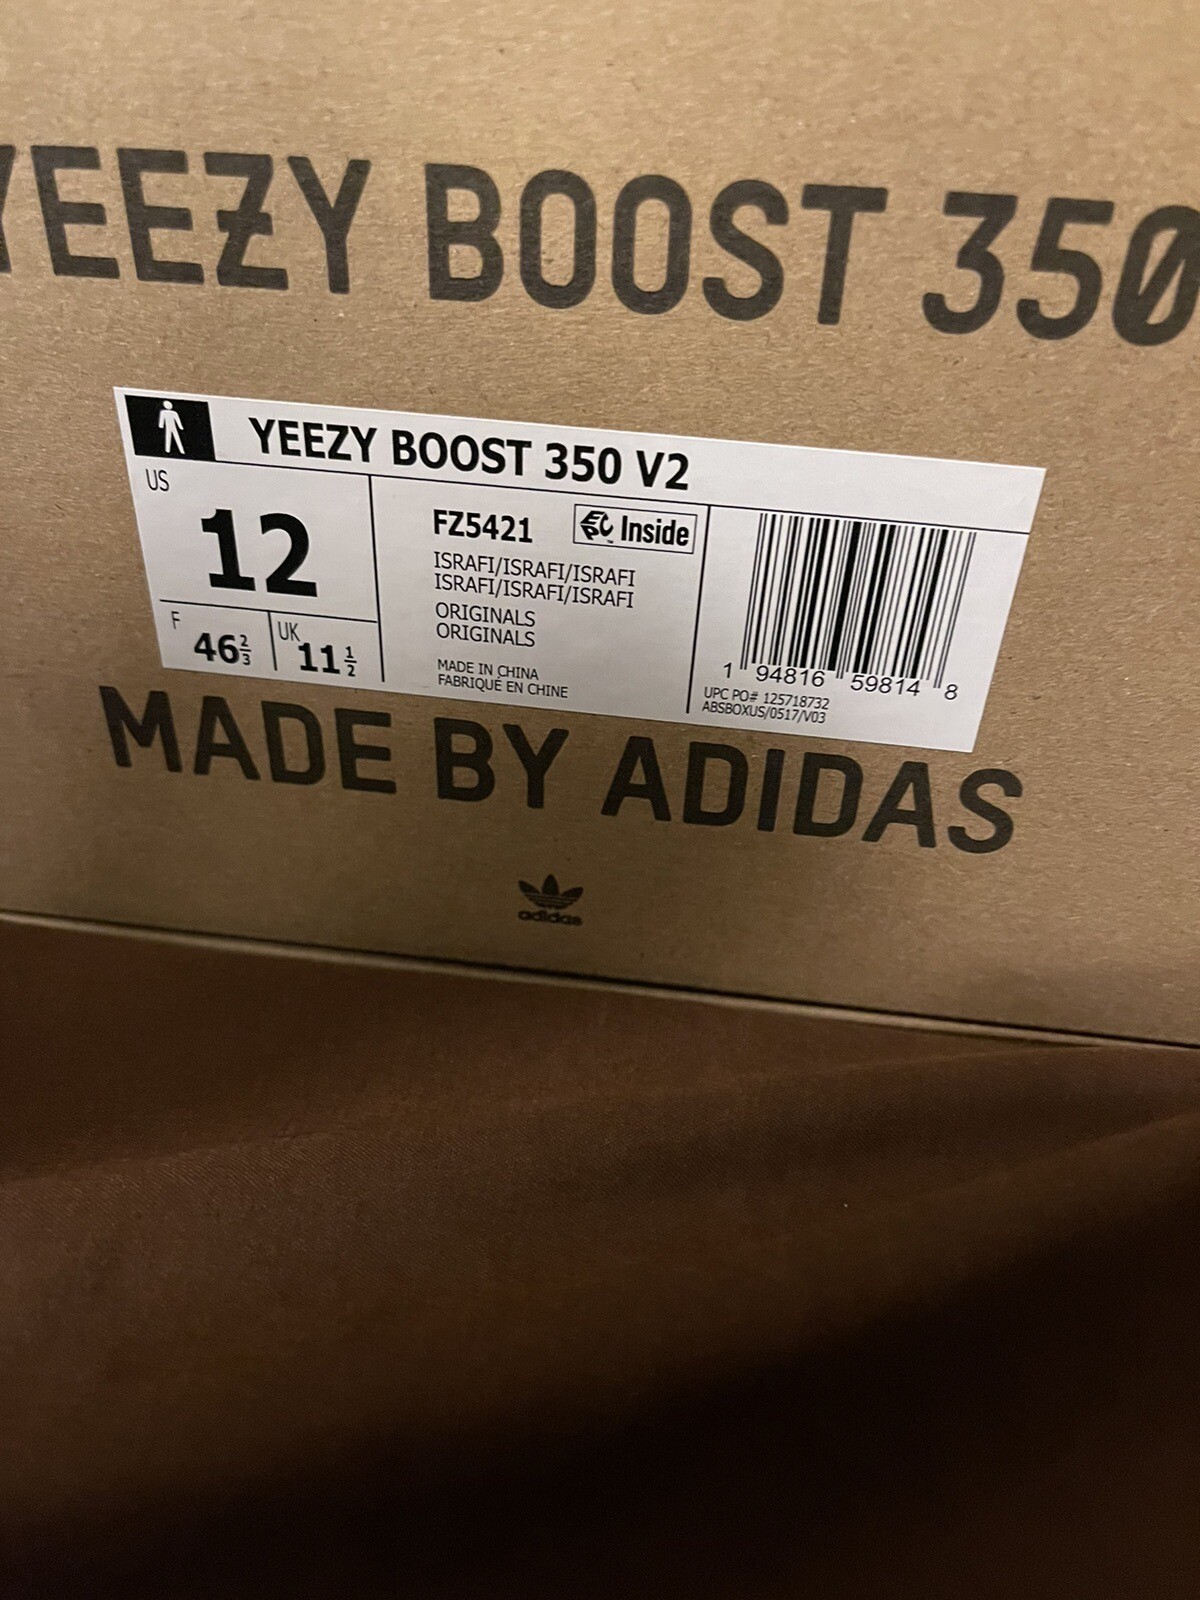 YEEZY BOOST 350
YEEZY BOOST 350 V2
US
12
F
46 2/3
UK
11 1/2
FZ5421
EPC Inside
ISRAFI/ISRAFI/ISRAFI
ISRAFI/ISRAFI/ISRAFI
ORIGINALS
ORIGINALS
MADE IN CHINA
FABRIQUÉ EN CHINE
1 94816 59814 8
UPC PO# 125718732
ABSBOXUS/0517/V03
MADE BY ADIDAS
adidas